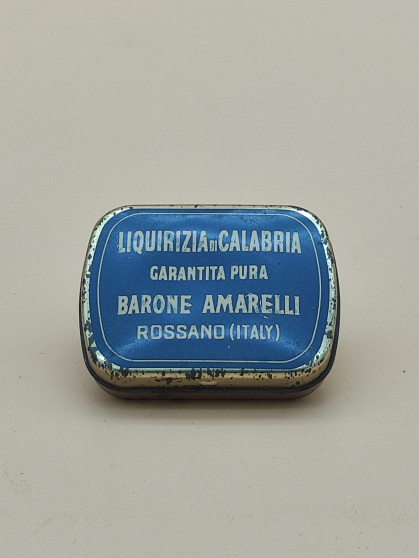 LIQUIRIZIA DI CALABRIA
GARANTITA PURA
BARONE AMARELLI
ROSSANO (ITALY)